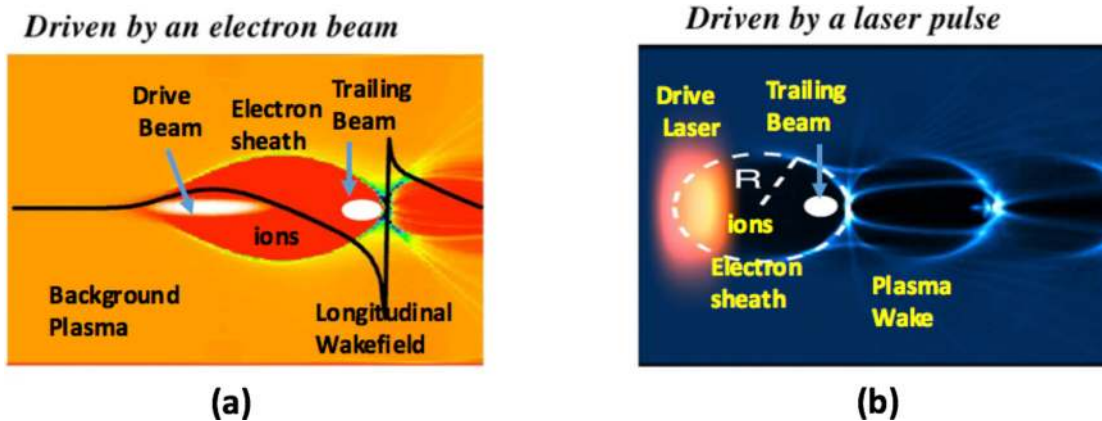 Driven by an electron beam
Drive
Beam
Electron
sheath
Trailing
Beam
ions
Background
Plasma
Longitudinal
Wakefield
(a)
Driven by a laser pulse
Drive
Laser
Trailing
Beam
R
ions
Electron
sheath
Plasma
Wake
(b)